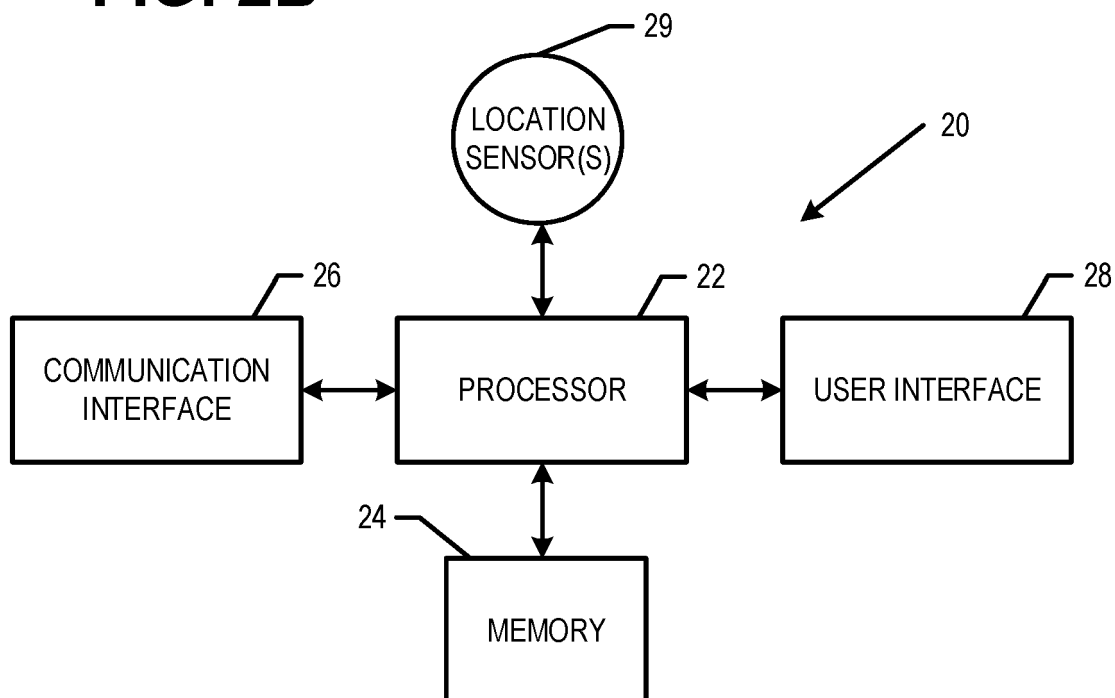 29
LOCATION
SENSOR(S)
20
26
22
28
COMMUNICATION
INTERFACE
PROCESSOR
USER INTERFACE
24
MEMORY